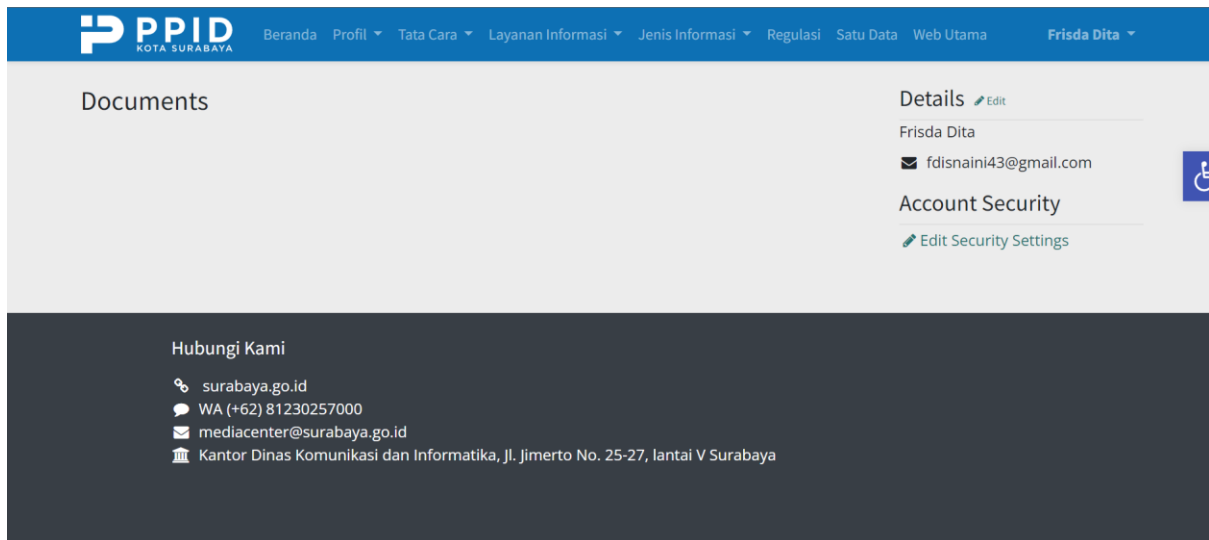 PPID
KOTA SURABAYA
Beranda Profil Tata Cara Layanan Informasi Jenis Informasi Regulasi Satu Data Web Utama Frisda Dita
Documents
Details Edit
Frisda Dita
fdisnaini43@gmail.com
Account Security
Edit Security Settings
Hubungi Kami
surabaya.go.id
WA (+62) 81230257000
mediacenter@surabaya.go.id
Kantor Dinas Komunikasi dan Informatika, Jl. Jimerto No. 25-27, lantai V Surabaya